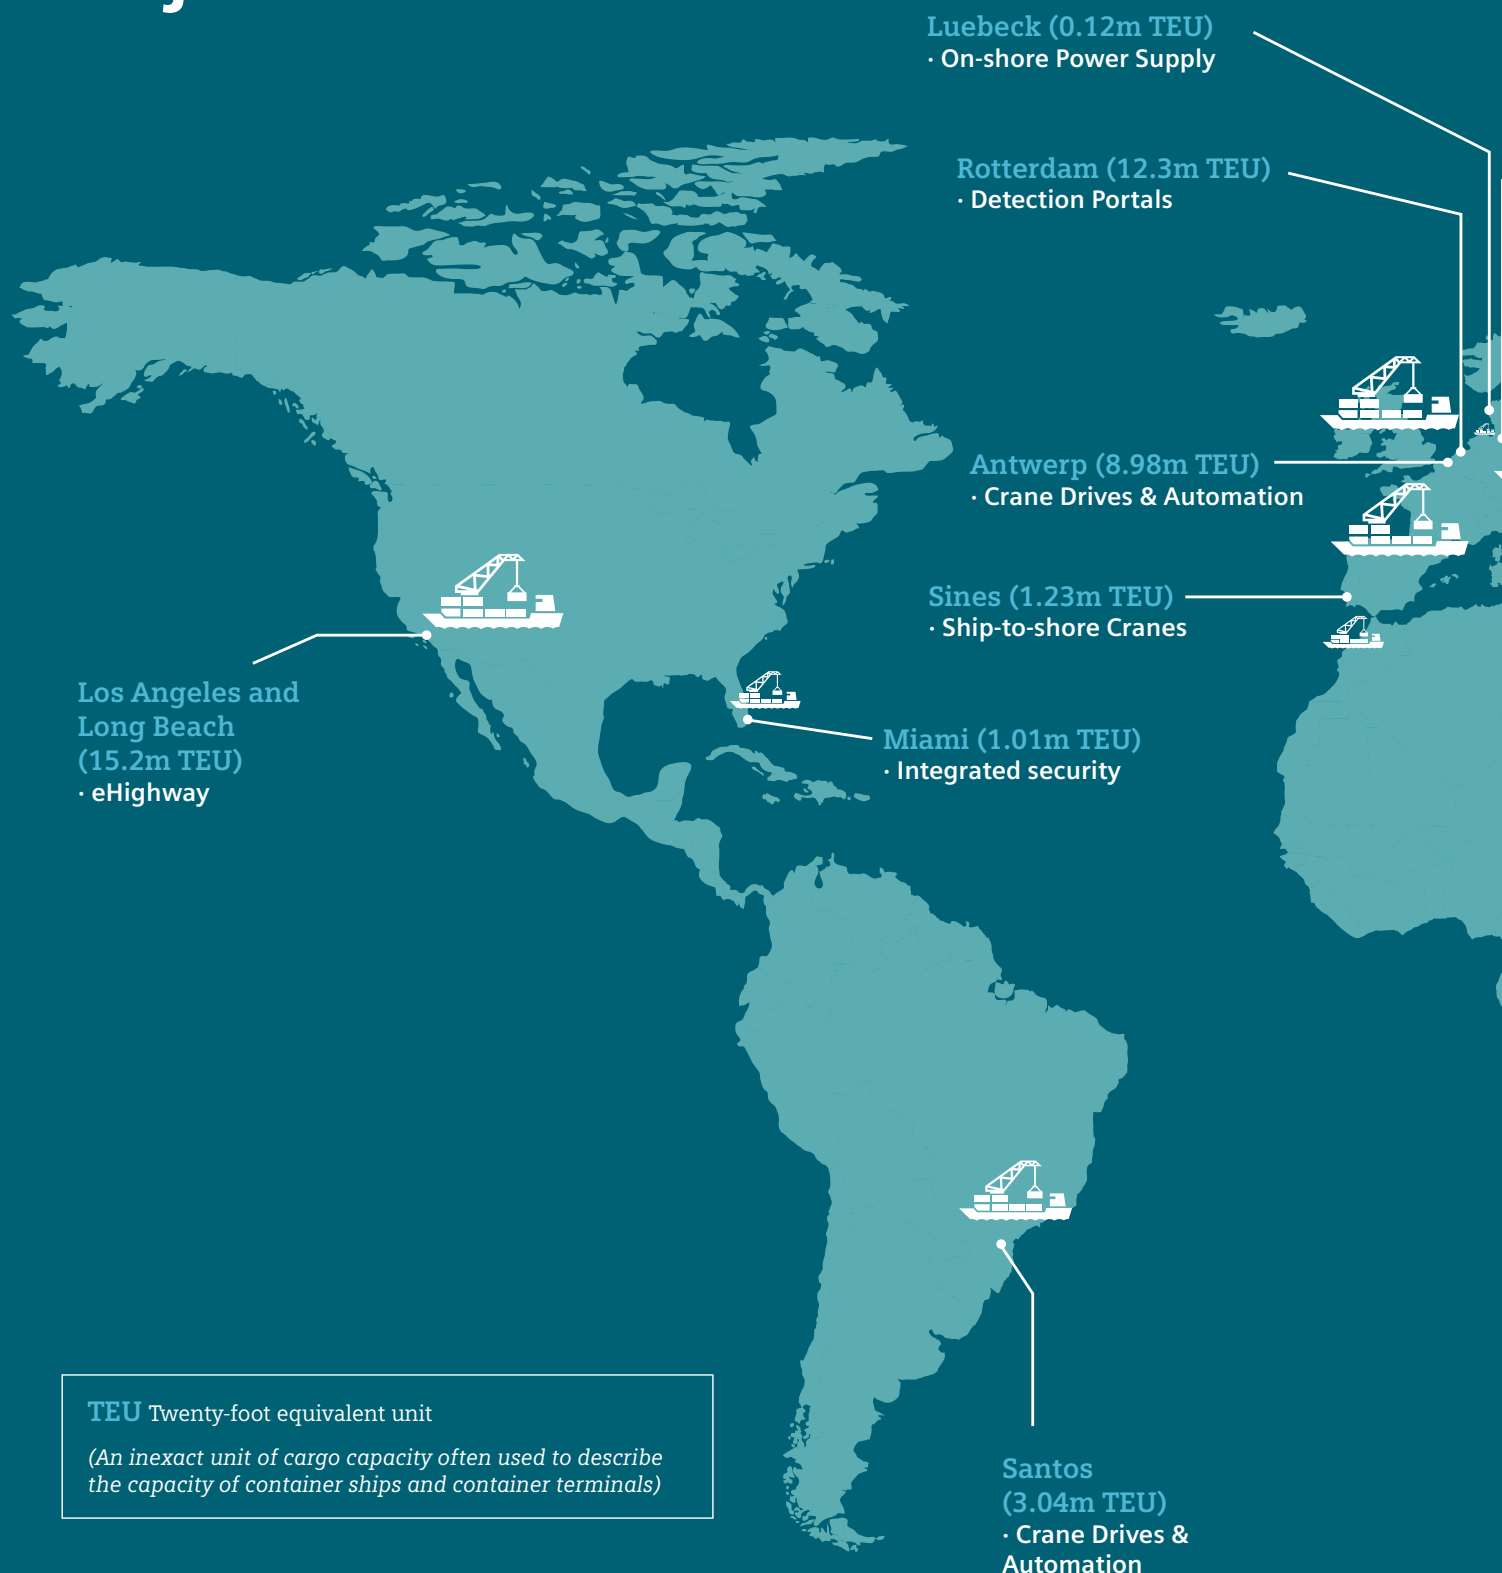 Luebeck (0.12m TEU)
· On-shore Power Supply
Rotterdam (12.3m TEU)
· Detection Portals
Antwerp (8.98m TEU)
· Crane Drives & Automation
Sines (1.23m TEU)
· Ship-to-shore Cranes
Los Angeles and
Long Beach
(15.2m TEU)
· eHighway
Miami (1.01m TEU)
· Integrated security
TEU Twenty-foot equivalent unit
(An inexact unit of cargo capacity often used to describe
the capacity of container ships and container terminals)
Santos
(3.04m TEU)
· Crane Drives &
Automation